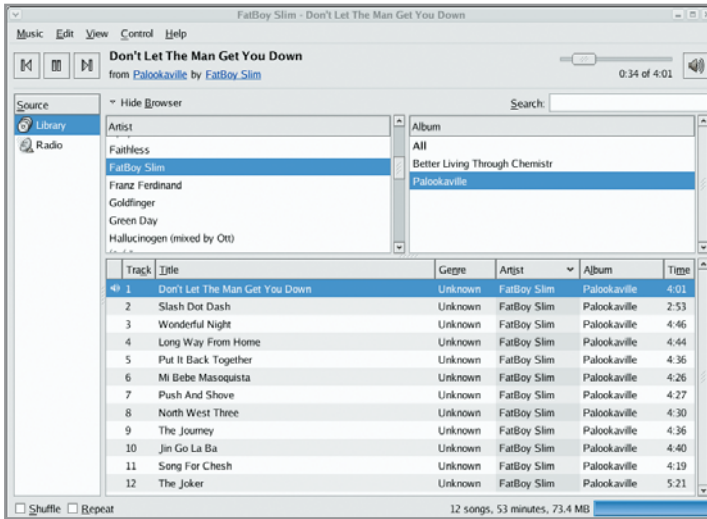 FatBoy Slim - Don't Let The Man Get You Down
Music Edit View Control Help
Don't Let The Man Get You Down
from Palookaville by FatBoy Slim
0:34 of 4:01
Source
Library
Radio
Hide Browser
Search:
Artist
Faithless
FatBoy Slim
Franz Ferdinand
Goldfinger
Green Day
Hallucinogen (mixed by Ott)
Album
All
Better Living Through Chemistr
Palookaville
Track Title Genre Artist Album Time
1 Don't Let The Man Get You Down Unknown FatBoy Slim Palookaville 4:01
2 Slash Dot Dash Unknown FatBoy Slim Palookaville 2:53
3 Wonderful Night Unknown FatBoy Slim Palookaville 4:46
4 Long Way From Home Unknown FatBoy Slim Palookaville 4:44
5 Put It Back Together Unknown FatBoy Slim Palookaville 4:36
6 Mi Bebe Masoquista Unknown FatBoy Slim Palookaville 4:26
7 Push And Shove Unknown FatBoy Slim Palookaville 4:27
8 North West Three Unknown FatBoy Slim Palookaville 4:30
9 The Journey Unknown FatBoy Slim Palookaville 4:36
10 Jin Go La Ba Unknown FatBoy Slim Palookaville 4:40
11 Song For Chesh Unknown FatBoy Slim Palookaville 4:19
12 The Joker Unknown FatBoy Slim Palookaville 5:21
Shuffle Repeat
12 songs, 53 minutes, 73.4 MB